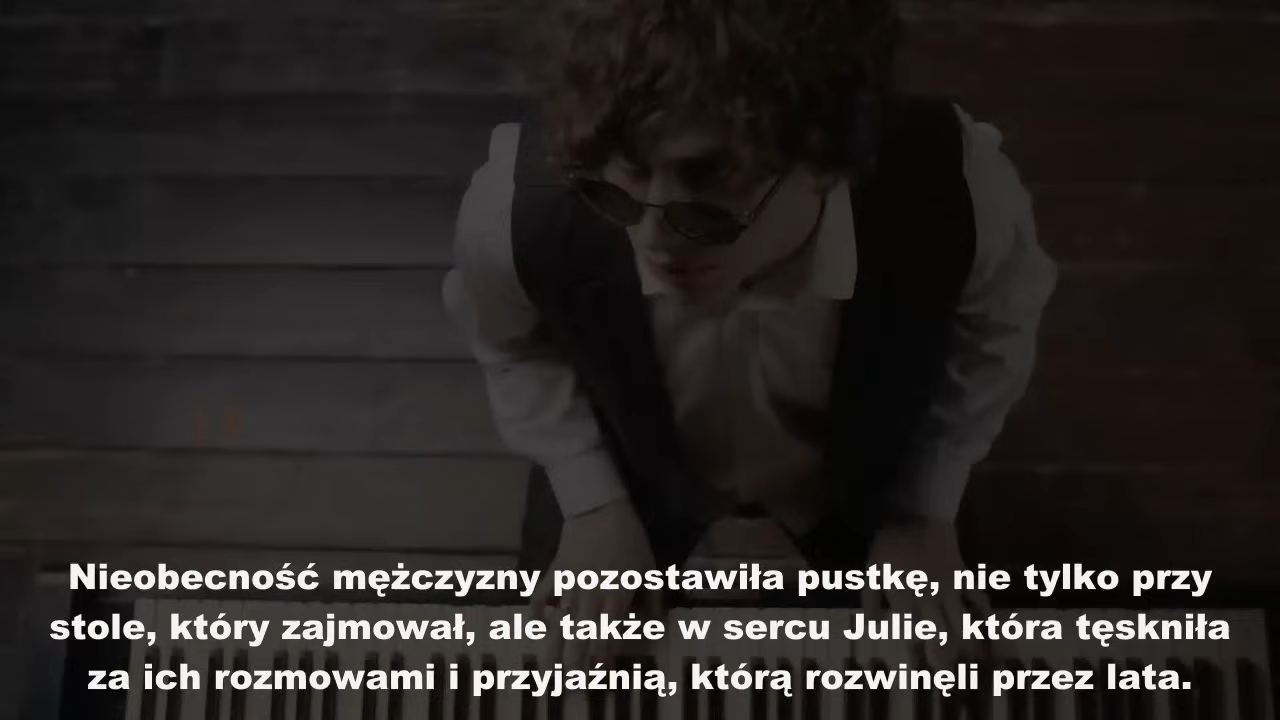 Nieobecność mężczyzny pozostawiła pustkę, nie tylko przy
stole, który zajmował, ale także w sercu Julie, która tęskniła
za ich rozmowami i przyjaźnią, którą rozwinęli przez lata.